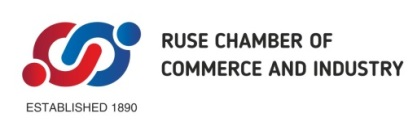 RUSE CHAMBER OF
COMMERCE AND INDUSTRY
ESTABLISHED 1890